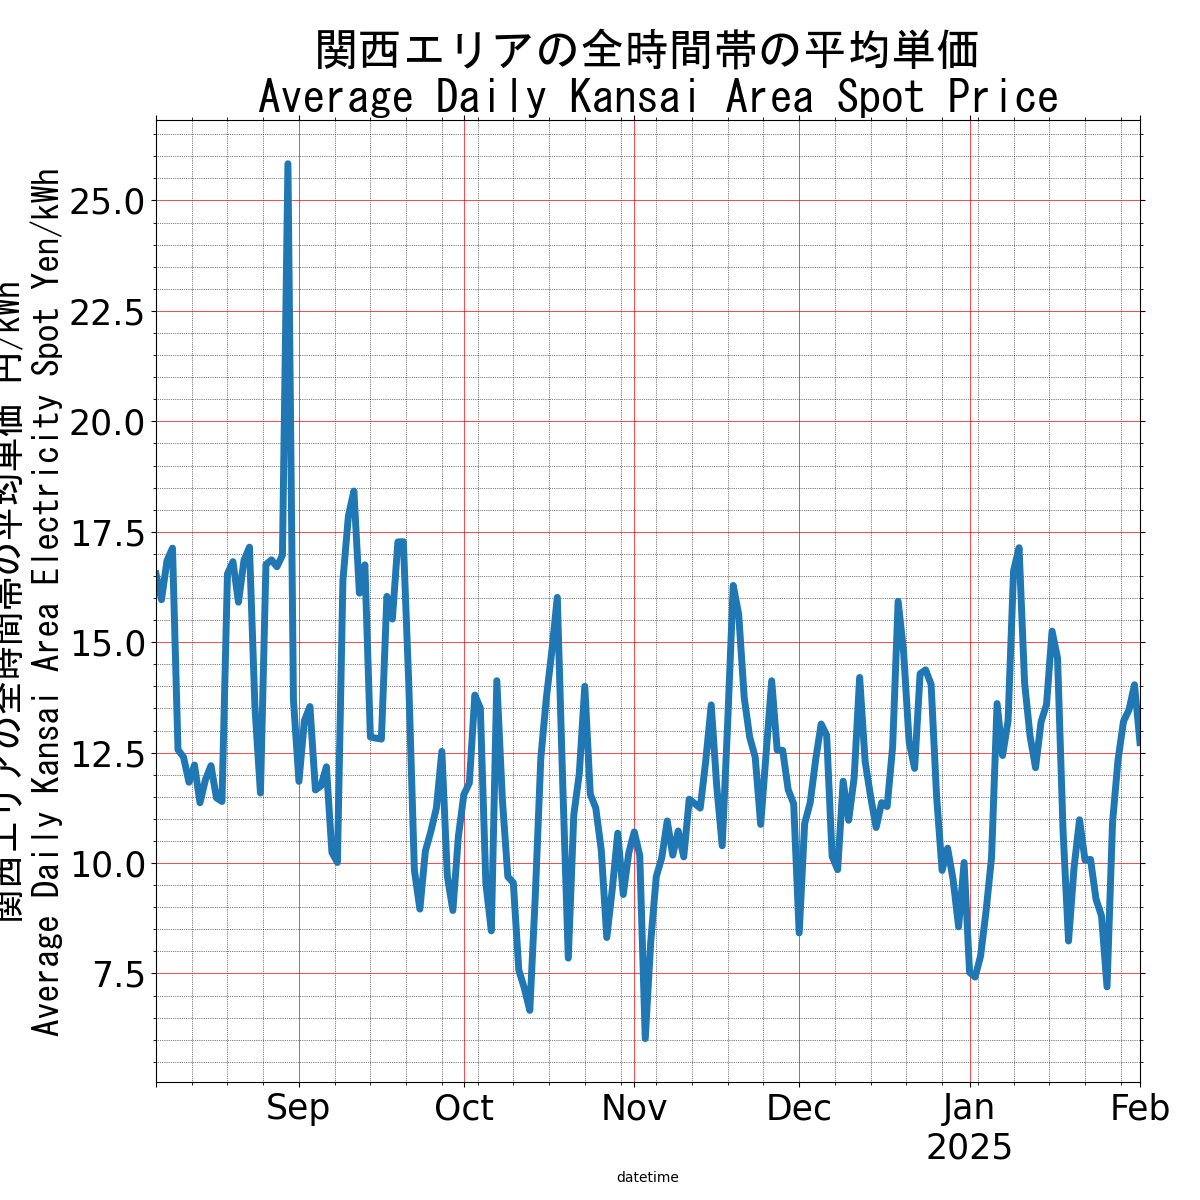 関西エリアの全時間帯の平均単価
Average Daily Kansai Area Spot Price
関西エリアの全時間帯の平均単価 円/kWh
Average Daily Kansai Area Electricity Spot Yen/kWh
25.0
22.5
20.0
17.5
15.0
12.5
10.0
7.5
Sep Oct Nov Dec Jan Feb
2025
datetime